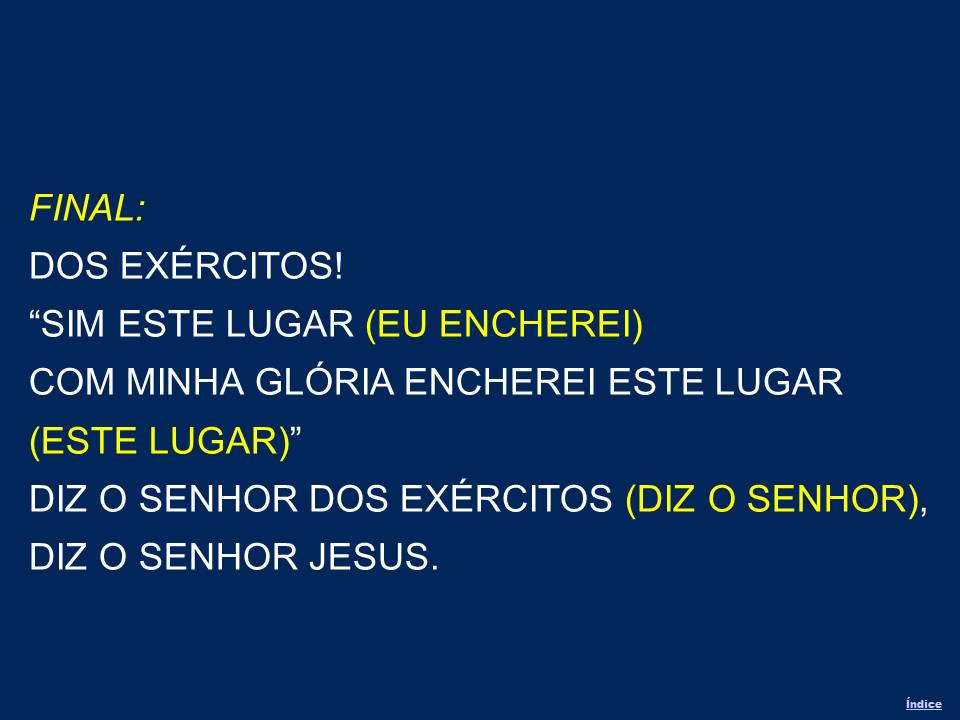 FINAL:
DOS EXÉRCITOS!
“SIM ESTE LUGAR (EU ENCHEREI)
COM MINHA GLÓRIA ENCHEREI ESTE LUGAR
(ESTE LUGAR)”
DIZ O SENHOR DOS EXÉRCITOS (DIZ O SENHOR),
DIZ O SENHOR JESUS.
Índice